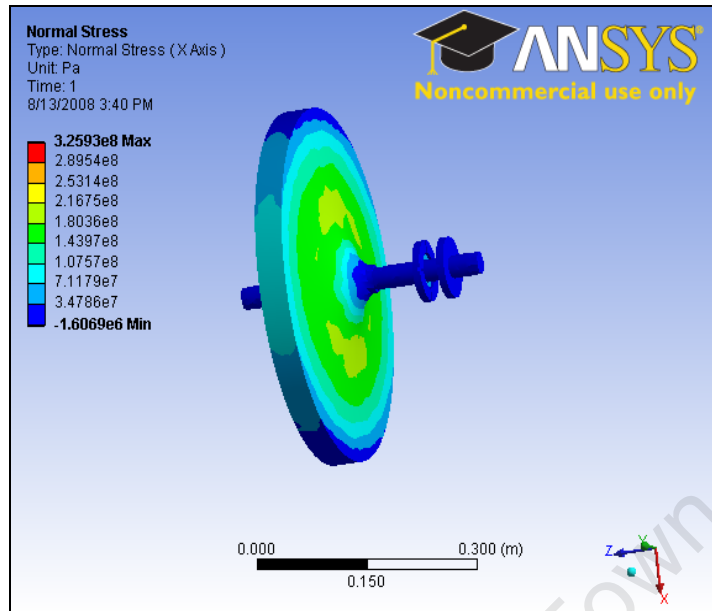 Normal Stress
Type: Normal Stress ( X Axis )
Unit: Pa
Time: 1
8/13/2008 3:40 PM
ANSYS®
Noncommercial use only
3.2593e8 Max
2.8954e8
2.5314e8
2.1675e8
1.8036e8
1.4397e8
1.0757e8
7.1179e7
3.4786e7
-1.6069e6 Min
0.000
0.300 (m)
0.150
Y
Z
X
Town